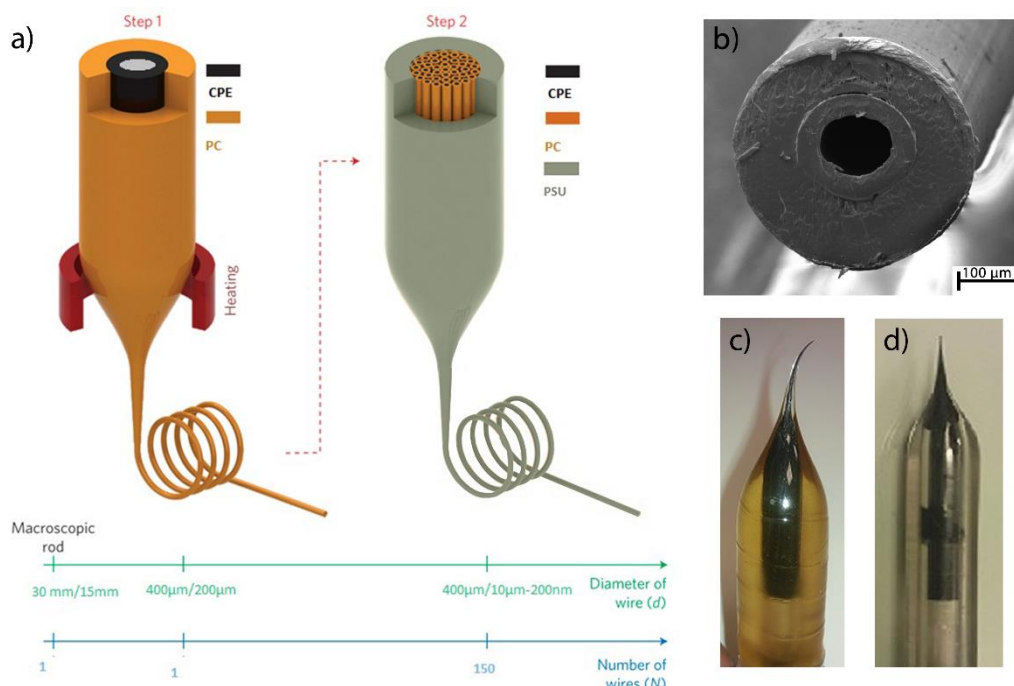 a)
Step 1
CPE
PC
Heating
Step 2
CPE
PC
PSU
Macroscopic
rod
30 mm/15mm
400μm/200μm
400μm/10μm-200nm
Diameter of
wire (d)
1
1
150
Number of
wires (N)
b)
100 μm
c)
d)